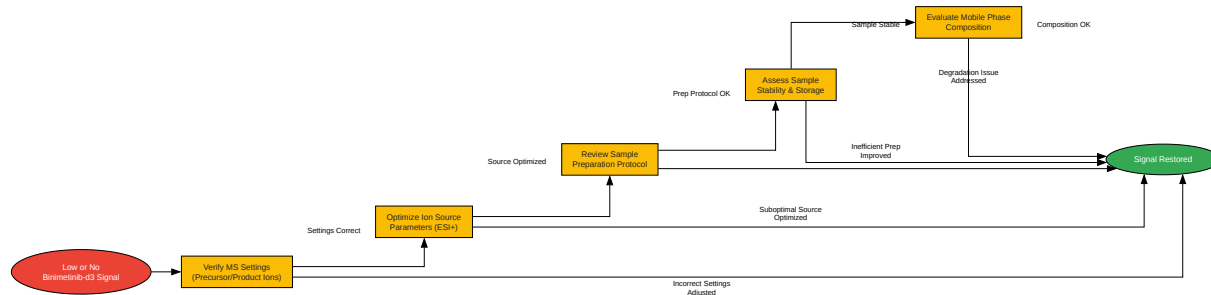 Sample Stable
Evaluate Mobile Phase
Composition
Composition OK
Degradation Issue
Addressed
Assess Sample
Stability & Storage
Prep Protocol OK
Inefficient Prep
Improved
Signal Restored
Source Optimized
Review Sample
Preparation Protocol
Suboptimal Source
Optimized
Settings Correct
Optimize Ion Source
Parameters (ESI+)
Low or No
Binimetinib-d3 Signal
Verify MS Settings
(Precursor/Product Ions)
Incorrect Settings
Adjusted